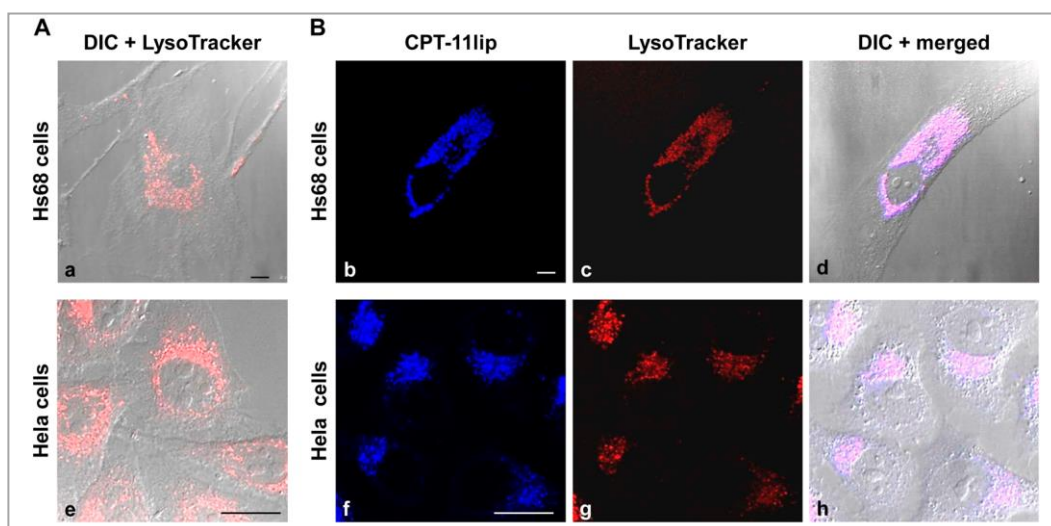 A
DIC + LysoTracker
B
CPT-11lip
LysoTracker
DIC + merged
Hs68 cells
a
Hs68 cells
b
c
d
Hela cells
e
Hela cells
f
g
h